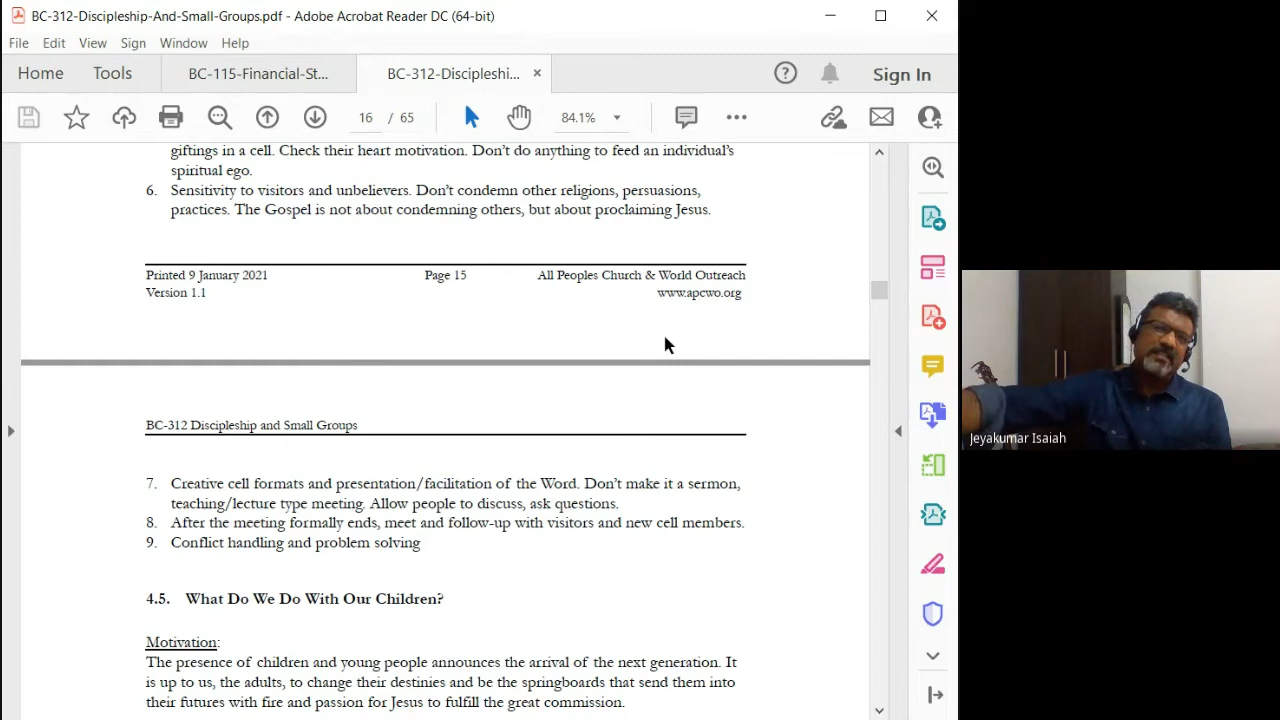 BC-312-Discipleship-And-Small-Groups.pdf - Adobe Acrobat Reader DC (64-bit)
File Edit View Sign Window Help
Home Tools BC-115-Financial-St... BC-312-Discipleshi... × Sign In
16 / 65 84.1%
giftings in a cell. Check their heart motivation. Don't do anything to feed an individual's
spiritual ego.
6. Sensitivity to visitors and unbelievers. Don't condemn other religions, persuasions,
practices. The Gospel is not about condemning others, but about proclaiming Jesus.
Printed 9 January 2021 Page 15 All Peoples Church & World Outreach
Version 1.1 www.apcwo.org
BC-312 Discipleship and Small Groups
7. Creative cell formats and presentation/facilitation of the Word. Don't make it a sermon,
teaching/lecture type meeting. Allow people to discuss, ask questions.
8. After the meeting formally ends, meet and follow-up with visitors and new cell members.
9. Conflict handling and problem solving
4.5. What Do We Do With Our Children?
Motivation:
The presence of children and young people announces the arrival of the next generation. It
is up to us, the adults, to change their destinies and be the springboards that send them into
their futures with fire and passion for Jesus to fulfill the great commission.
Jeyakumar Isaiah